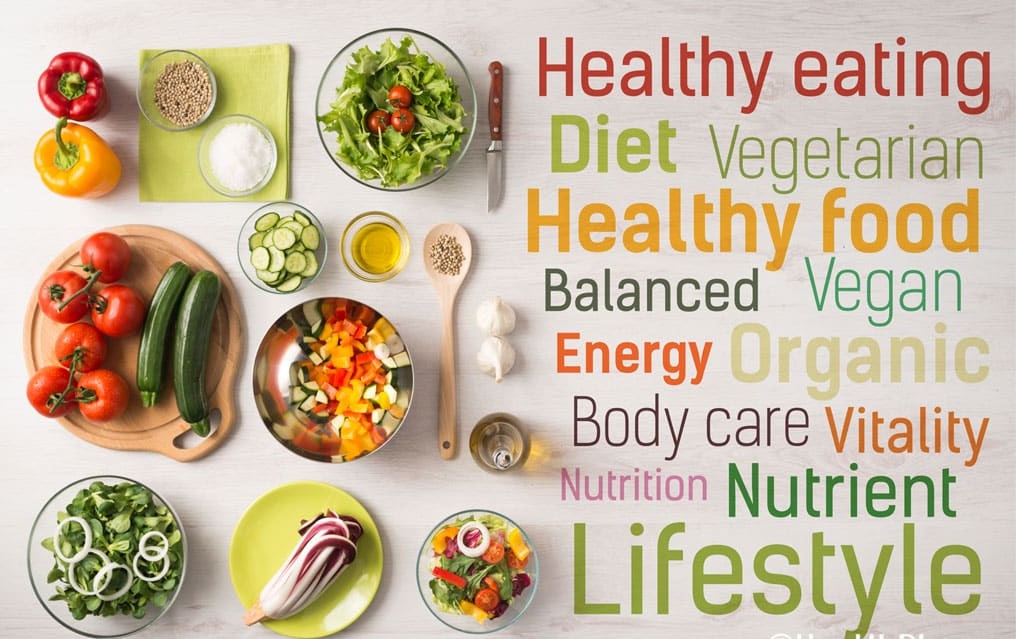 Healthy eating
Diet Vegetarian
Healthy food
Balanced Vegan
Energy Organic
Body care Vitality
Nutrition Nutrient
Lifestyle